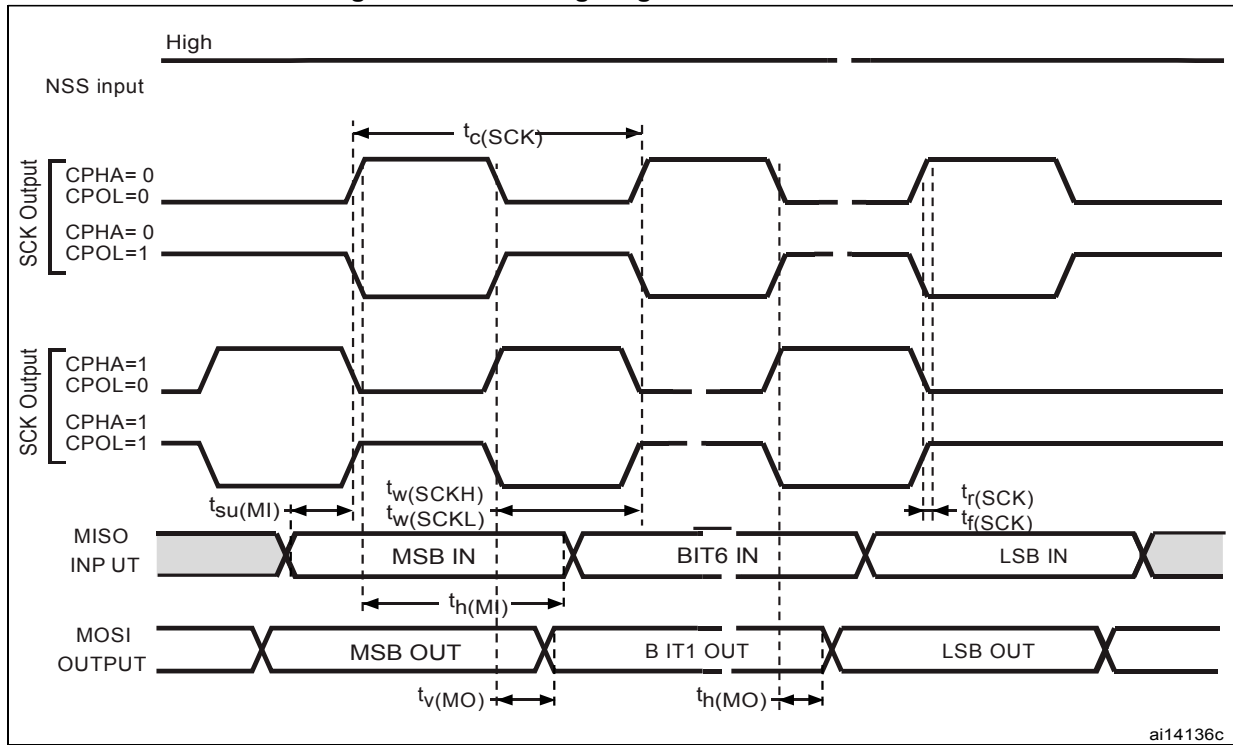 High
NSS input
tc(SCK)
SCK Output
CPHA= 0
CPOL=0
CPHA= 0
CPOL=1
SCK Output
CPHA=1
CPOL=0
CPHA=1
CPOL=1
tsu(MI)
tw(SCKH)
tw(SCKL)
tr(SCK)
tf(SCK)
MISO
INP UT
MSB IN
BIT6 IN
LSB IN
th(MI)
MOSI
OUTPUT
MSB OUT
B IT1 OUT
LSB OUT
tv(MO)
th(MO)
ai14136c